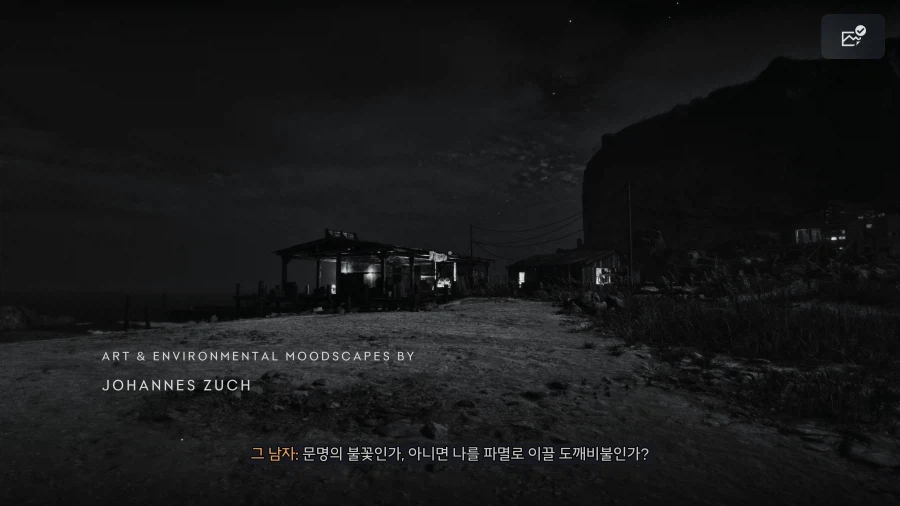 ART & ENVIRONMENTAL MOODSCAPES BY
JOHANNES ZUCH
그 남자: 문명의 불꽃인가, 아니면 나를 파멸로 이끌 도깨비불인가?